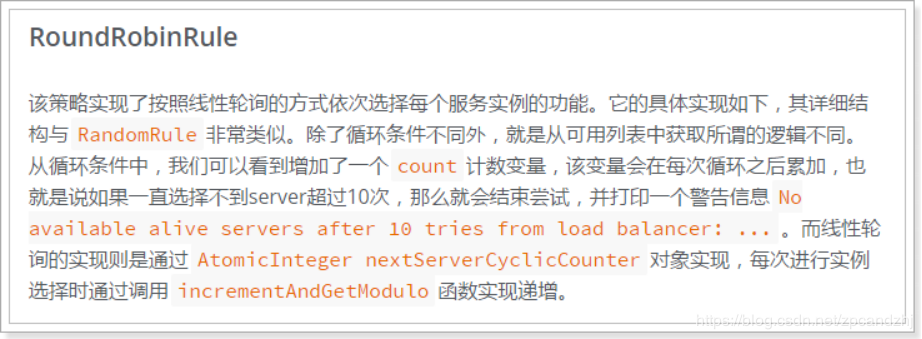 RoundRobinRule
该策略实现了按照线性轮询的方式依次选择每个服务实例的功能。它的具体实现如下，其详细结
构与 RandomRule 非常类似。除了循环条件不同外，就是从可用列表中获取所谓的逻辑不同。
从循环条件中，我们可以看到增加了一个 count 计数变量，该变量会在每次循环之后累加，也
就是说如果一直选择不到server超过10次，那么就会结束尝试，并打印一个警告信息 No
available alive servers after 10 tries from load balancer: ... 。而线性轮
询的实现则是通过 AtomicInteger nextServerCyclicCounter 对象实现，每次进行实例
选择时通过调用 incrementAndGetModulo 函数实现递增。
https://blog.csdn.net/zpcandzhj